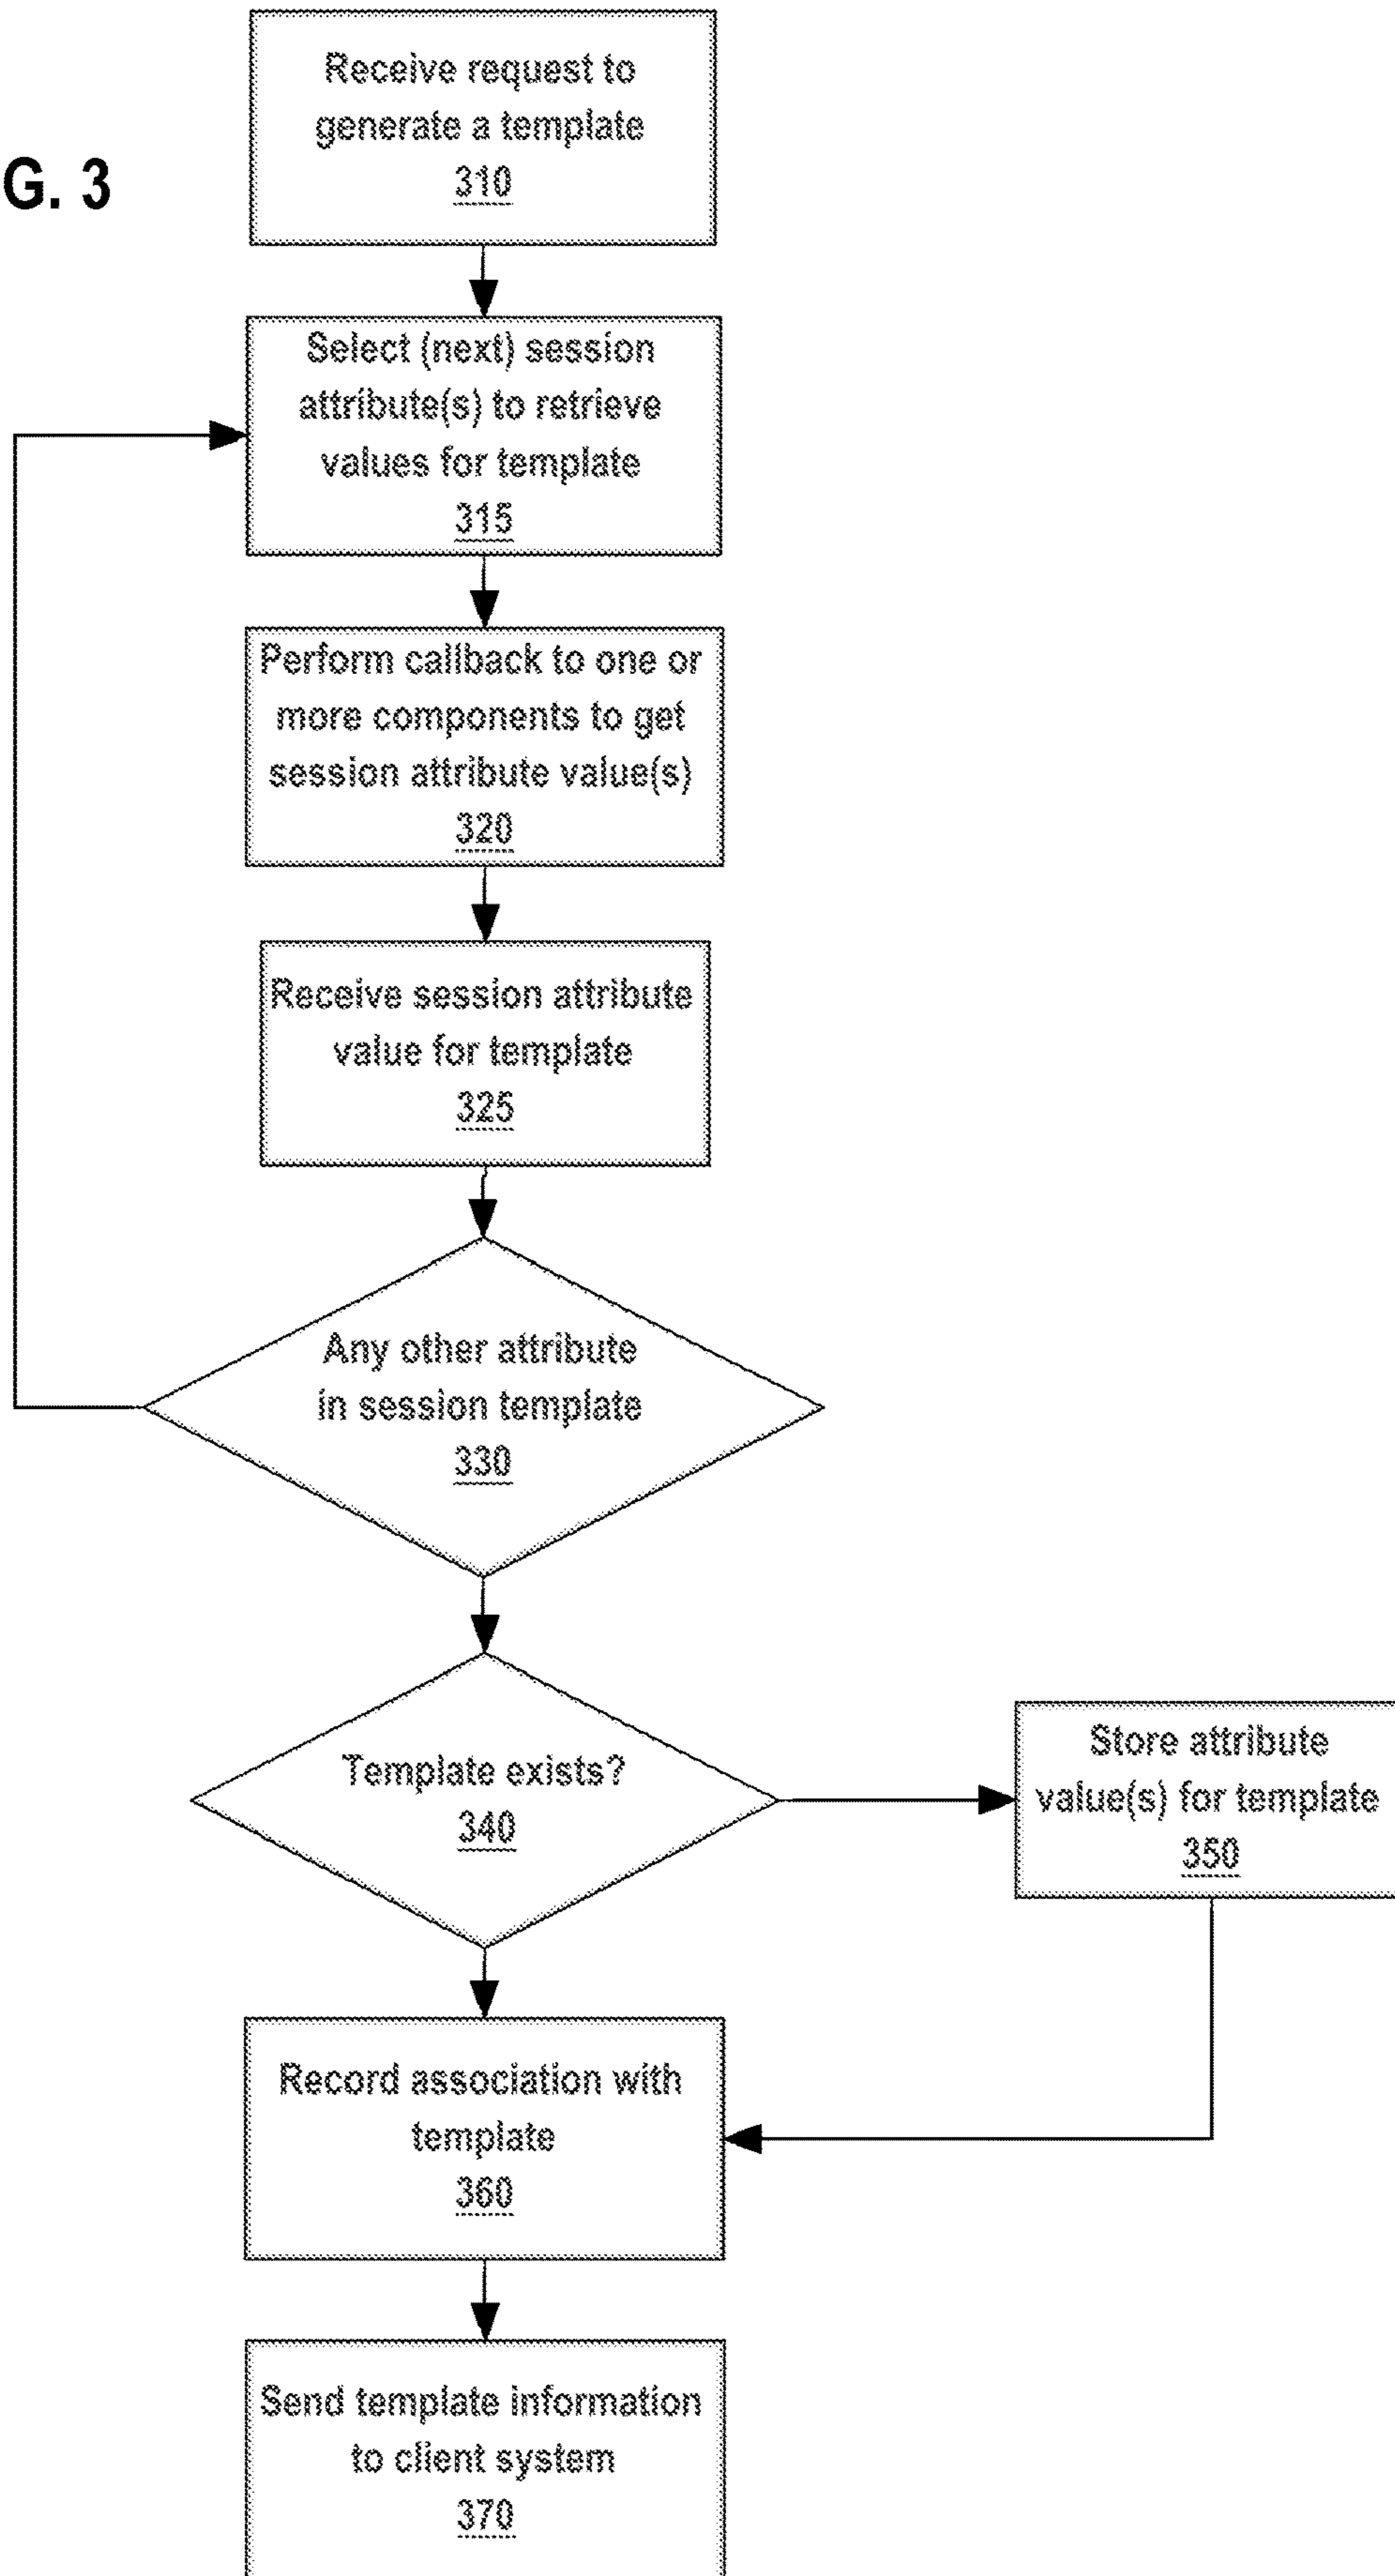 Receive request to
generate a template
310
G. 3
Select (next) session
attribute(s) to retrieve
values for template
315
Perform callback to one or
more components to get
session attribute value(s)
320
Receive session attribute
value for template
325
Any other attribute
in session template
330
Template exists?
340
Store attribute
value(s) for template
350
Record association with
template
360
Send template information
to client system
370